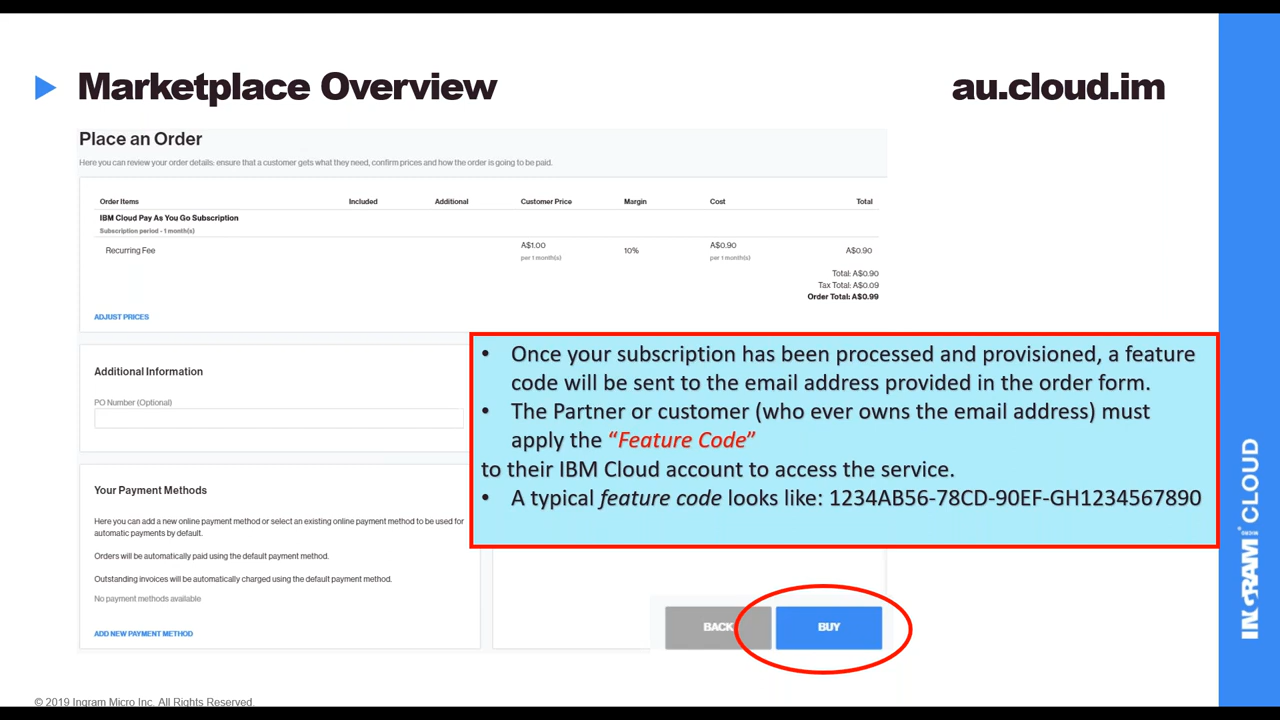 Marketplace Overview
au.cloud.im
Place an Order
Here you can review your order details: ensure that a customer gets what they need, confirm prices and how the order is going to be paid.
Order Items Included Additional Customer Price Margin Cost Total
IBM Cloud Pay As You Go Subscription
Subscription period - 1 month(s)
Recurring Fee A$1.00 10% A$0.90 A$0.90
per 1 month(s) per 1 month(s)
Total: A$0.90
Tax Total: A$0.09
Order Total: A$0.99
ADJUST PRICES
Additional Information
PO Number (Optional)
• Once your subscription has been processed and provisioned, a feature
code will be sent to the email address provided in the order form.
• The Partner or customer (who ever owns the email address) must
apply the “Feature Code”
to their IBM Cloud account to access the service.
• A typical feature code looks like: 1234AB56-78CD-90EF-GH1234567890
Your Payment Methods
Here you can add a new online payment method or select an existing online payment method to be used for
automatic payments by default.
Orders will be automatically paid using the default payment method.
Outstanding invoices will be automatically charged using the default payment method.
No payment methods available
ADD NEW PAYMENT METHOD
BACK
BUY
INGRAM CLOUD
© 2019 Ingram Micro Inc. All Rights Reserved.